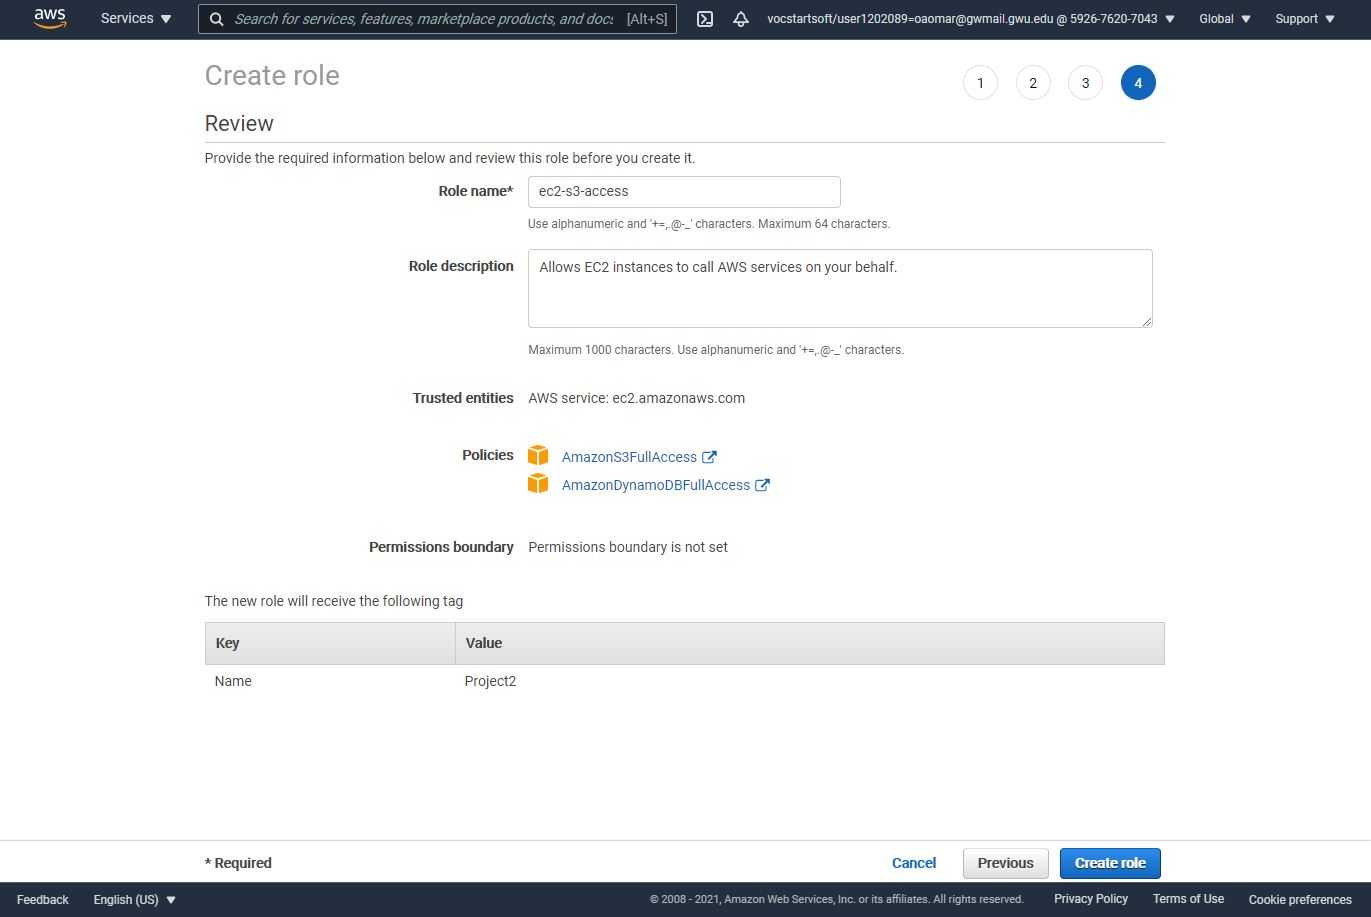 aws Services Search for services, features, marketplace products, and docs [Alt+S] vocstartsoft/user1202089=oaomar@gwmail.gwu.edu @ 5926-7620-7043 Global Support
Create role
1 2 3 4
Review
Provide the required information below and review this role before you create it.
Role name* ec2-s3-access
Use alphanumeric and '+=,.@-_' characters. Maximum 64 characters.
Role description Allows EC2 instances to call AWS services on your behalf.
Maximum 1000 characters. Use alphanumeric and '+=,.@-_' characters.
Trusted entities AWS service: ec2.amazonaws.com
Policies AmazonS3FullAccess
AmazonDynamoDBFullAccess
Permissions boundary Permissions boundary is not set
The new role will receive the following tag
Key Value
Name Project2
* Required Cancel Previous Create role
Feedback English (US) © 2008 - 2021, Amazon Web Services, Inc. or its affiliates. All rights reserved. Privacy Policy Terms of Use Cookie preferences